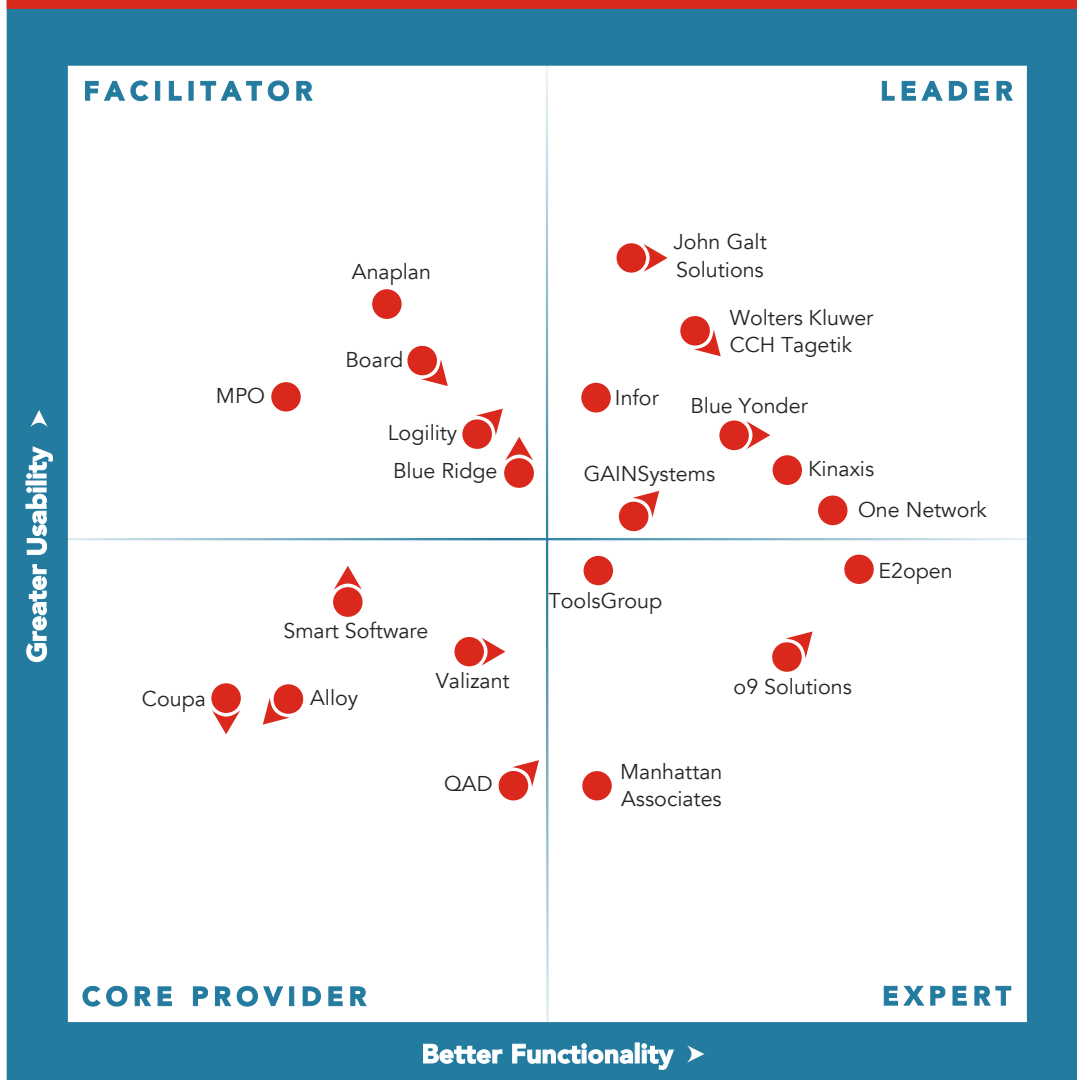 FACILITATOR
LEADER
John Galt
Solutions
Anaplan
Wolters Kluwer
CCH Tagetik
Board
MPO
Infor
Blue Yonder
Logility
Blue Ridge
GAINSystems
Kinaxis
One Network
Greater Usability ➤
E2open
ToolsGroup
Smart Software
Valizant
o9 Solutions
Coupa
Alloy
QAD
Manhattan
Associates
CORE PROVIDER
EXPERT
Better Functionality ➤